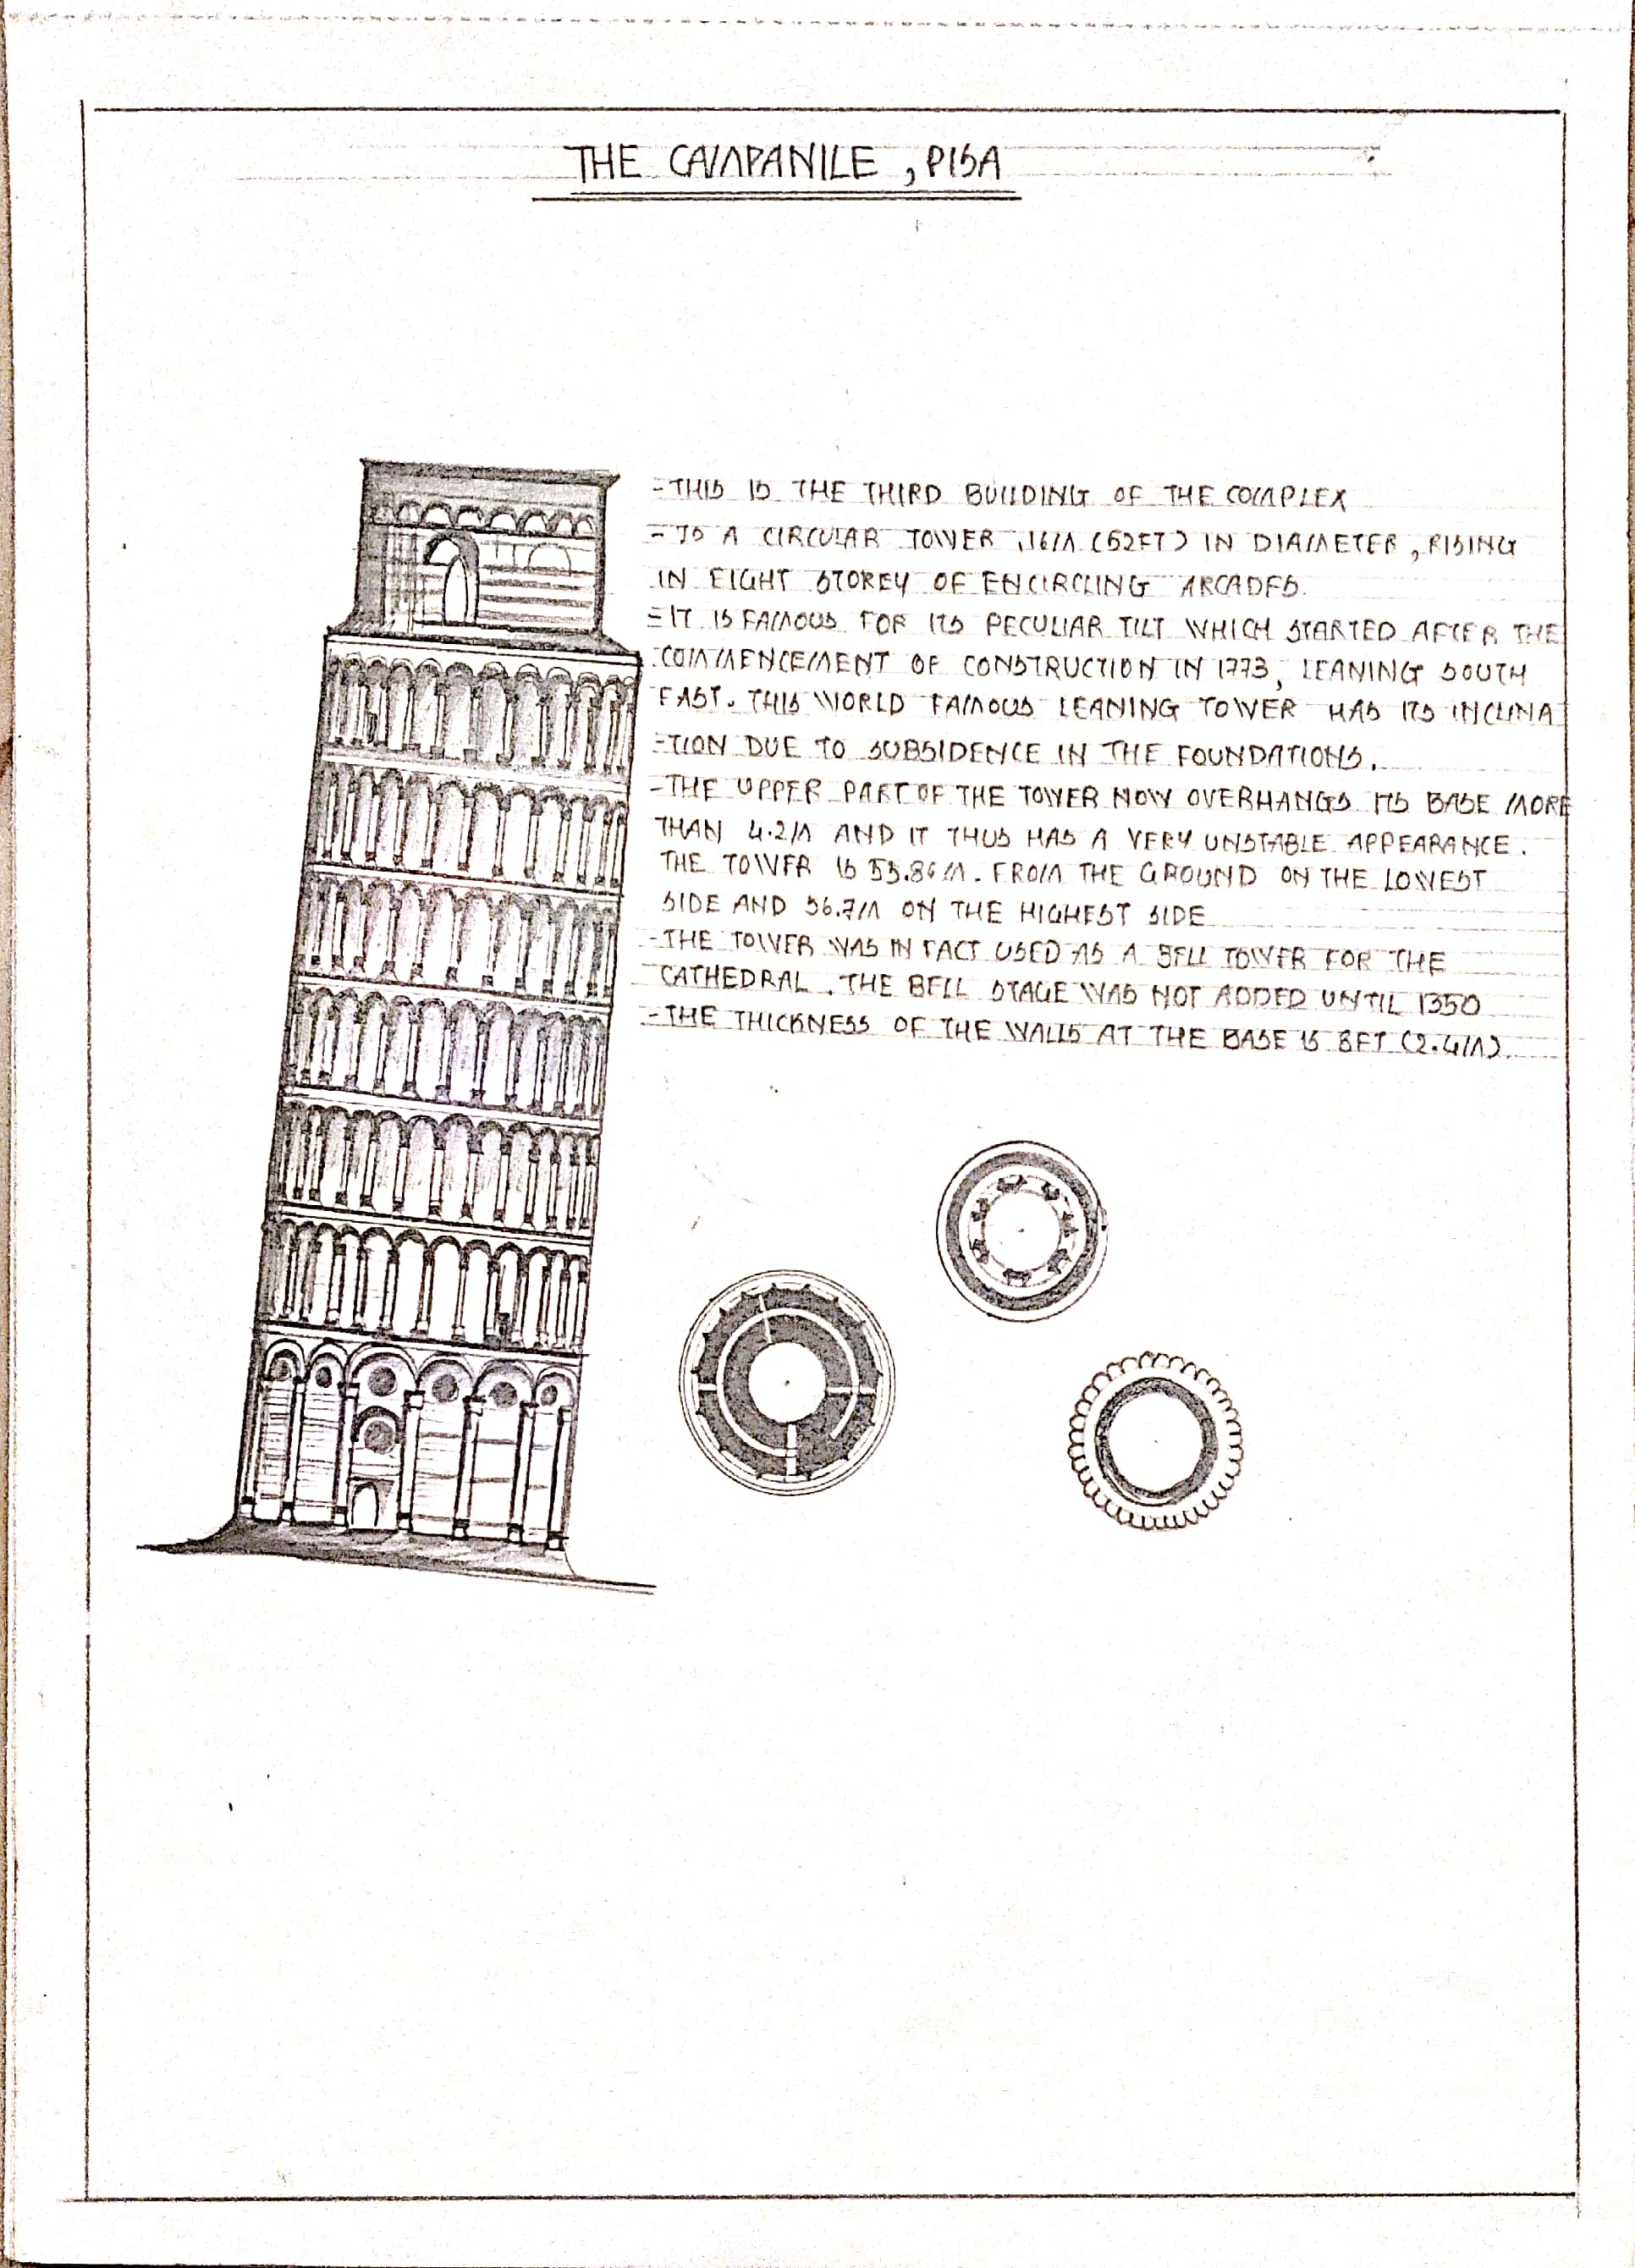 THE CAMPANILE, PISA
- THIS IS THE THIRD BUILDING OF THE COMPLEX
- IS A CIRCULAR TOWER, 16M (52FT) IN DIAMETER, RISING
IN EIGHT STOREY OF ENCIRCLING ARCADES.
- IT IS FAMOUS FOR ITS PECULIAR TILT WHICH STARTED AFTER THE
COMMENCEMENT OF CONSTRUCTION IN 1773, LEANING SOUTH
EAST. THIS WORLD FAMOUS LEANING TOWER HAS ITS INCLINA
-TION DUE TO SUBSIDENCE IN THE FOUNDATIONS.
- THE UPPER PART OF THE TOWER NOW OVERHANGS ITS BASE MORE
THAN 4.2M AND IT THUS HAS A VERY UNSTABLE APPEARANCE.
THE TOWER IS 55.86M. FROM THE GROUND ON THE LOWEST
SIDE AND 56.7M ON THE HIGHEST SIDE
- THE TOWER WAS IN FACT USED AS A BELL TOWER FOR THE
CATHEDRAL. THE BELL STAGE WAS NOT ADDED UNTIL 1350
- THE THICKNESS OF THE WALLS AT THE BASE IS 8FT (2.4M).